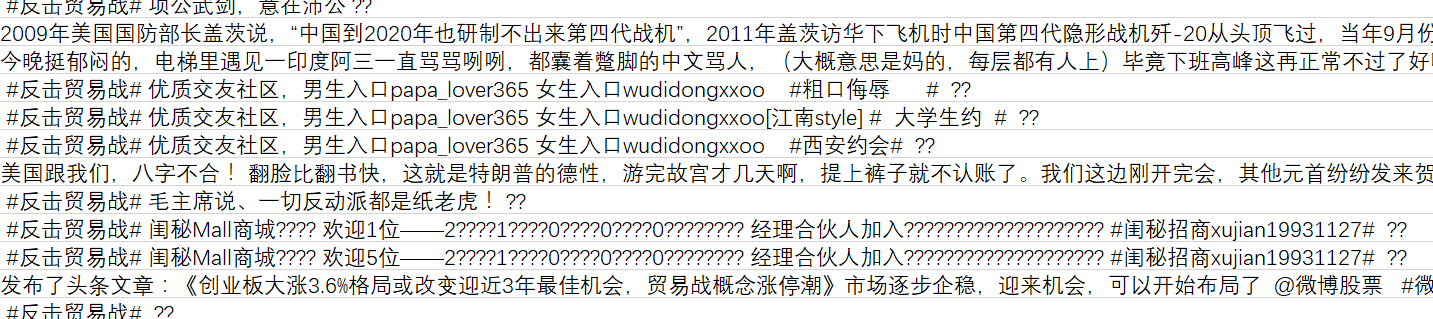 #反击贸易战# 项公武剑，意在沛公 ??
2009年美国国防部长盖茨说，“中国到2020年也研制不出来第四代战机”，2011年盖茨访华下飞机时中国第四代隐形战机歼-20从头顶飞过，当年9月份
今晚挺郁闷的，电梯里遇见一印度阿三一直骂骂咧咧，都囊着蹩脚的中文骂人，（大概意思是妈的，每层都有人上）毕竟下班高峰这再正常不过了好
#反击贸易战# 优质交友社区，男生入口papa_lover365 女生入口wudidongxxoo    #粗口侮辱      #  ??
#反击贸易战# 优质交友社区，男生入口papa_lover365 女生入口wudidongxxoo[江南style] #  大学生约  #  ??
#反击贸易战# 优质交友社区，男生入口papa_lover365 女生入口wudidongxxoo    #西安约会#  ??
美国跟我们，八字不合！翻脸比翻书快，这就是特朗普的德性，游完故宫才几天啊，提上裤子就不认账了。我们这边刚开完会，其他元首纷纷发来贺
#反击贸易战# 毛主席说、一切反动派都是纸老虎！??
#反击贸易战# 闺秘Mall商城???? 欢迎1位——2????1????0????0????0???????? 经理合伙人加入???????????????????? #闺秘招商xujian19931127#  ??
#反击贸易战# 闺秘Mall商城???? 欢迎5位——2????1????0????0????0???????? 经理合伙人加入???????????????????? #闺秘招商xujian19931127#  ??
发布了头条文章：《创业板大涨3.6%格局或改变迎近3年最佳机会，贸易战概念涨停潮》市场逐步企稳，迎来机会，可以开始布局了  @微博股票   #微
#反击贸易战#  ??